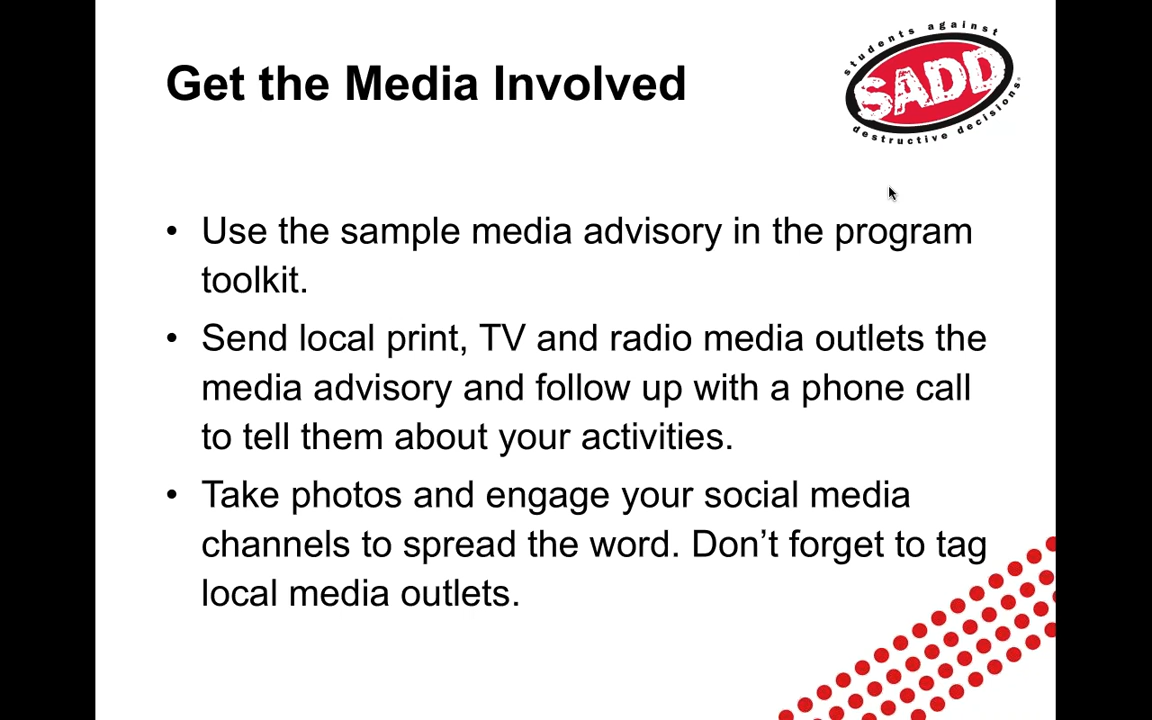 Get the Media Involved
students against
SADD
destructive decisions
• Use the sample media advisory in the program
toolkit.
• Send local print, TV and radio media outlets the
media advisory and follow up with a phone call
to tell them about your activities.
• Take photos and engage your social media
channels to spread the word. Don’t forget to tag
local media outlets.